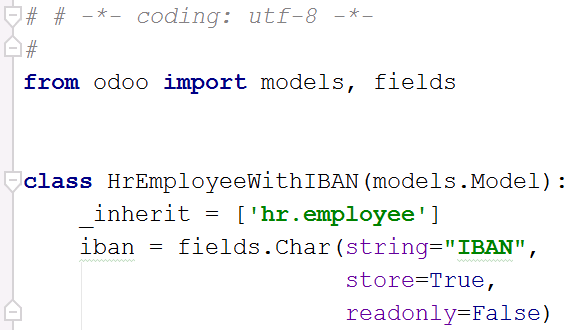 # # -*- coding: utf-8 -*-
#
from odoo import models, fields
class HrEmployeeWithIBAN(models.Model):
    _inherit = ['hr.employee']
    iban = fields.Char(string="IBAN",
                       store=True,
                       readonly=False)